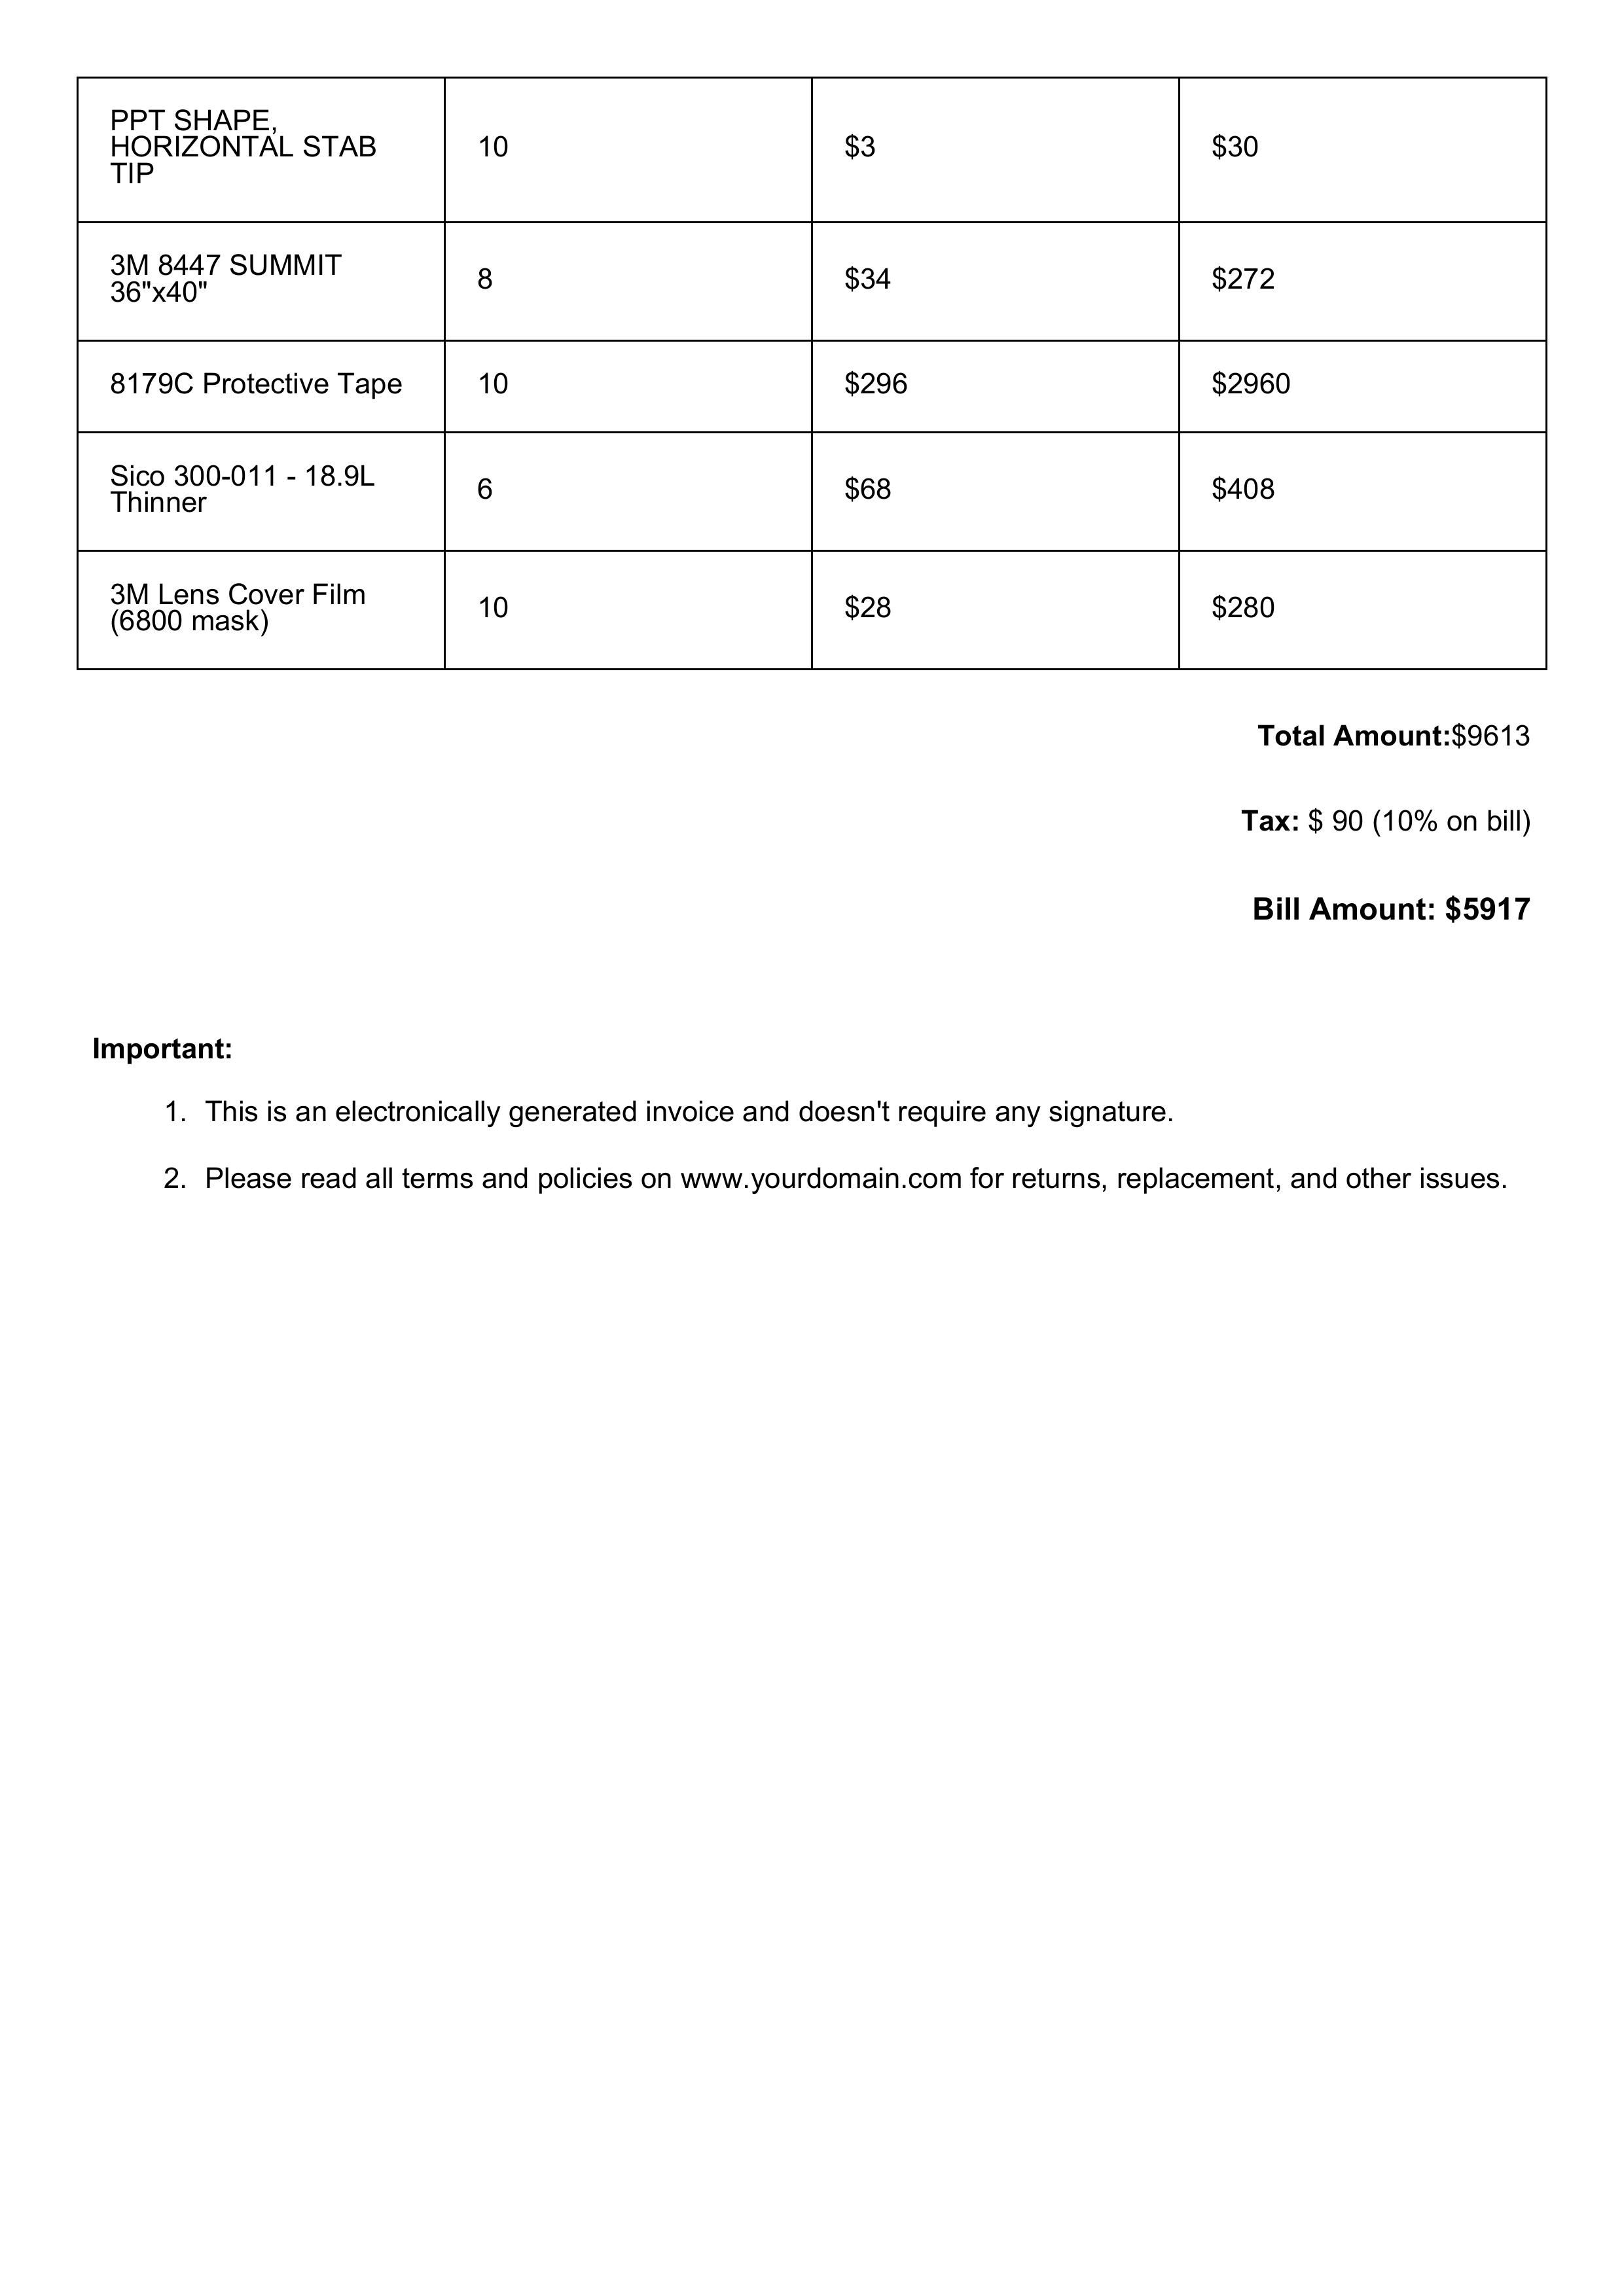 PPT SHAPE,
HORIZONTAL STAB
TIP
10
$3
$30
3M 8447 SUMMIT
36"x40"
8
$34
$272
8179C Protective Tape
10
$296
$2960
Sico 300-011 - 18.9L
Thinner
6
$68
$408
3M Lens Cover Film
(6800 mask)
10
$28
$280
Total Amount:$9613
Tax: $ 90 (10% on bill)
Bill Amount: $5917
Important:
1. This is an electronically generated invoice and doesn't require any signature.
2. Please read all terms and policies on www.yourdomain.com for returns, replacement, and other issues.